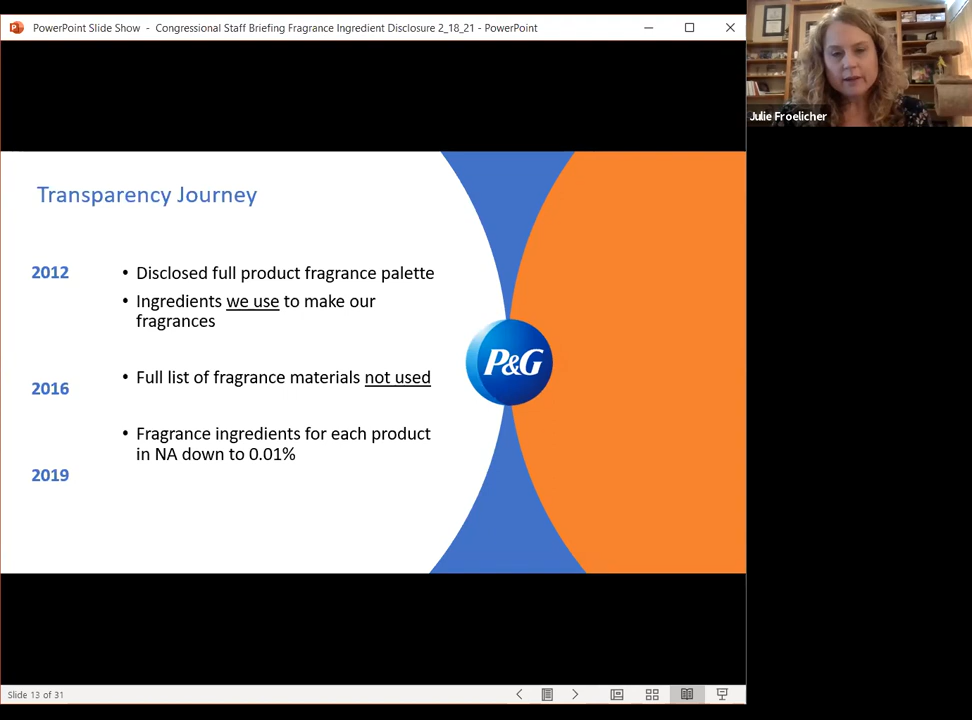 PowerPoint Slide Show - Congressional Staff Briefing Fragrance Ingredient Disclosure 2_18_21 - PowerPoint
Julie Froelicher
Transparency Journey
2012
• Disclosed full product fragrance palette
• Ingredients we use to make our
fragrances
2016
• Full list of fragrance materials not used
2019
• Fragrance ingredients for each product
in NA down to 0.01%
P&G
Slide 13 of 31